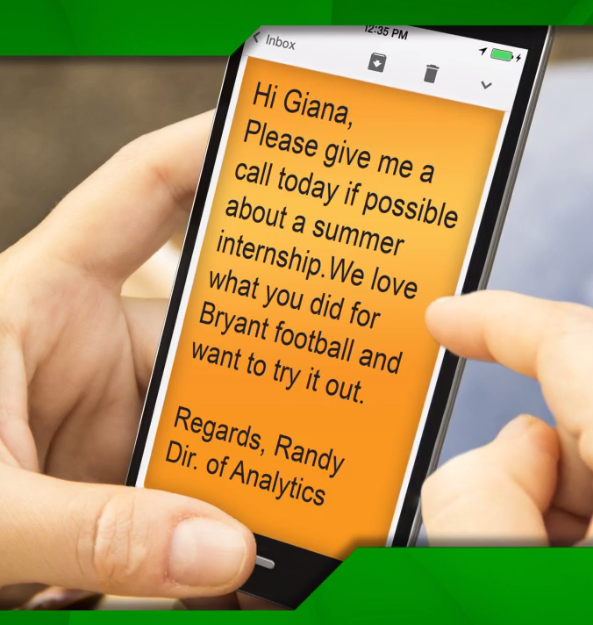 12:35 PM
Inbox
Hi Giana,
Please give me a
call today if possible
about a summer
internship.We love
what you did for
Bryant football and
want to try it out.
Regards, Randy
Dir. of Analytics